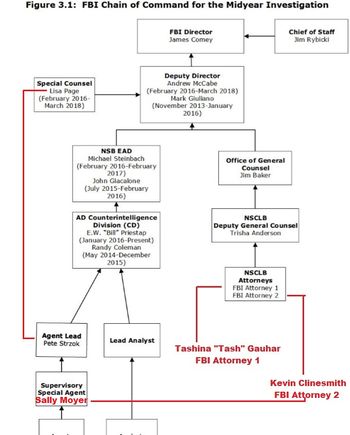 Figure 3.1: FBI Chain of Command for the Midyear Investigation
FBI Director
James Comey
Chief of Staff
Jim Rybicki
Deputy Director
Andrew McCabe
(February 2016-March 2018)
Mark Giuliano
(November 2013-January
2016)
Special Counsel
Lisa Page
(February 2016-
March 2018)
NSB EAD
Michael Steinbach
(February 2016-February
2017)
John Giacalone
(July 2015-February
2016)
Office of General
Counsel
Jim Baker
AD Counterintelligence
Division (CD)
E.W. "Bill" Priestap
(January 2016-Present)
Randy Coleman
(May 2014-December
2015)
NSCLB
Deputy General Counsel
Trisha Anderson
NSCLB
Attorneys
FBI Attorney 1
FBI Attorney 2
Agent Lead
Pete Strzok
Lead Analyst
Tashina "Tash" Gauhar
FBI Attorney 1
Supervisory
Special Agent
Sally Moyer
Kevin Clinesmith
FBI Attorney 2